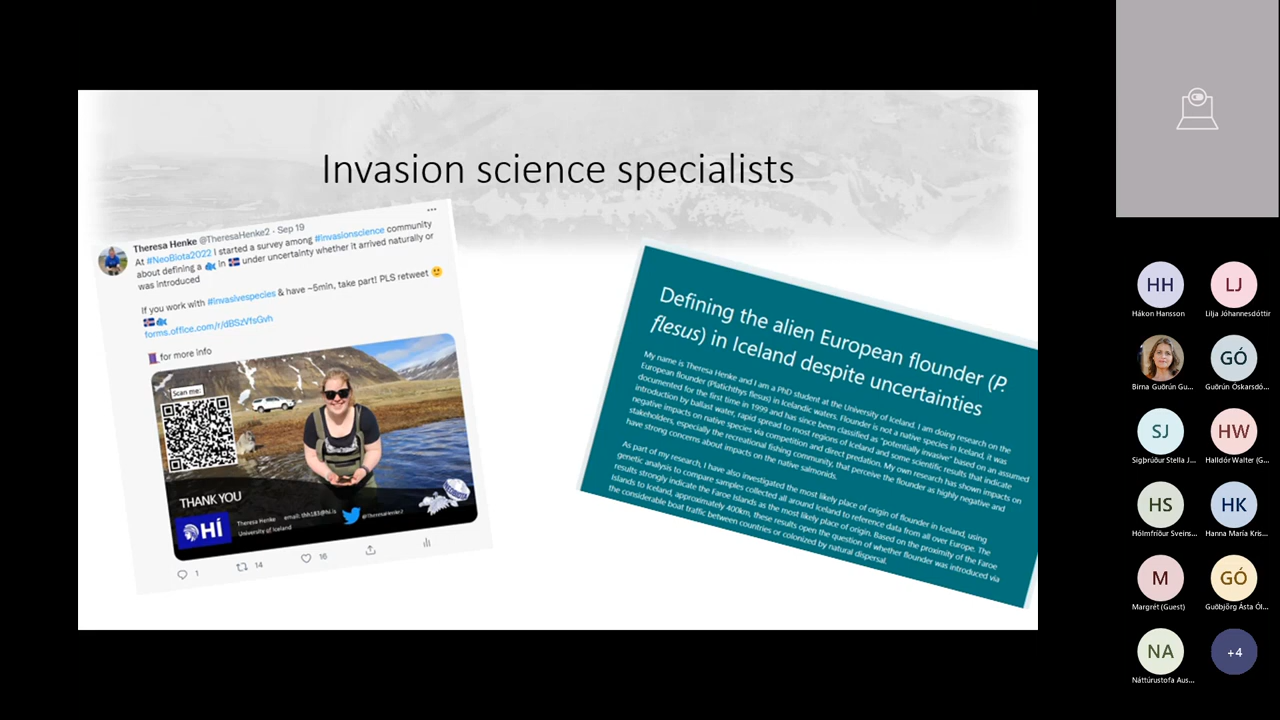 Invasion science specialists
Theresa Henke @TheresaHenke2 · Sep 19
At #NeoBiota2022 I started a survey among #invasionscience community
about defining a 🐟 in 🇮🇸 under uncertainty whether it arrived naturally or
was introduced
If you work with #invasivespecies & have ~5min, take part! PLS retweet 🙂
🇮🇸🐟
forms.office.com/r/dBSzVfsGvh
🧵for more info
Scan me:
THANK YOU
HÍ
Theresa Henke
email: thh183@hi.is
@TheresaHenke2
University of Iceland
1
14
16
Defining the alien European flounder (P.
flesus) in Iceland despite uncertainties
My name is Theresa Henke and I am a PhD student at the University of Iceland. I am doing research on the
European flounder (Platichthys flesus) in Icelandic waters. Flounder is not a native species in Iceland, it was
documented for the first time in 1999 and has since been classified as "potentially invasive" based on an assumed
introduction by ballast water, rapid spread to most regions of Iceland and some scientific results that indicate
negative impacts on native species via competition and direct predation. My own research has shown impacts on
stakeholders, especially the recreational fishing community, that perceive the flounder as highly negative and
have strong concerns about impacts on the native salmonids.
As part of my research, I have also investigated the most likely place of origin of flounder in Iceland, using
genetic analysis to compare samples collected all around Iceland to reference data from all over Europe. The
results strongly indicate the Faroe Islands as the most likely place of origin. Based on the proximity of the Faroe
Islands to Iceland, approximately 400km, these results open the question of whether flounder was introduced via
the considerable boat traffic between countries or colonized by natural dispersal.
HH
Hákon Hansson
LJ
Lilja Jóhannesdóttir
Birna Guðrún Gu...
GÓ
Guðrún Óskarsdó...
SJ
Sigþrúður Stella J...
HW
Halldór Walter (G...
HS
Hólmfríður Sveins...
HK
Hanna María Kris...
M
Margrét (Guest)
GÓ
Guðbjörg Ásta Ól...
NA
Náttúrustofa Aus...
+4